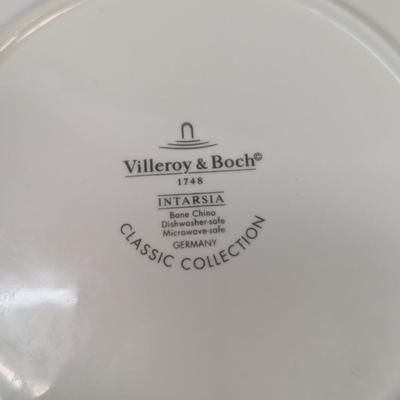 Villeroy & Boch©
1748
INTARSIA
Bone China
Dishwasher-safe
Microwave-safe
GERMANY
CLASSIC COLLECTION